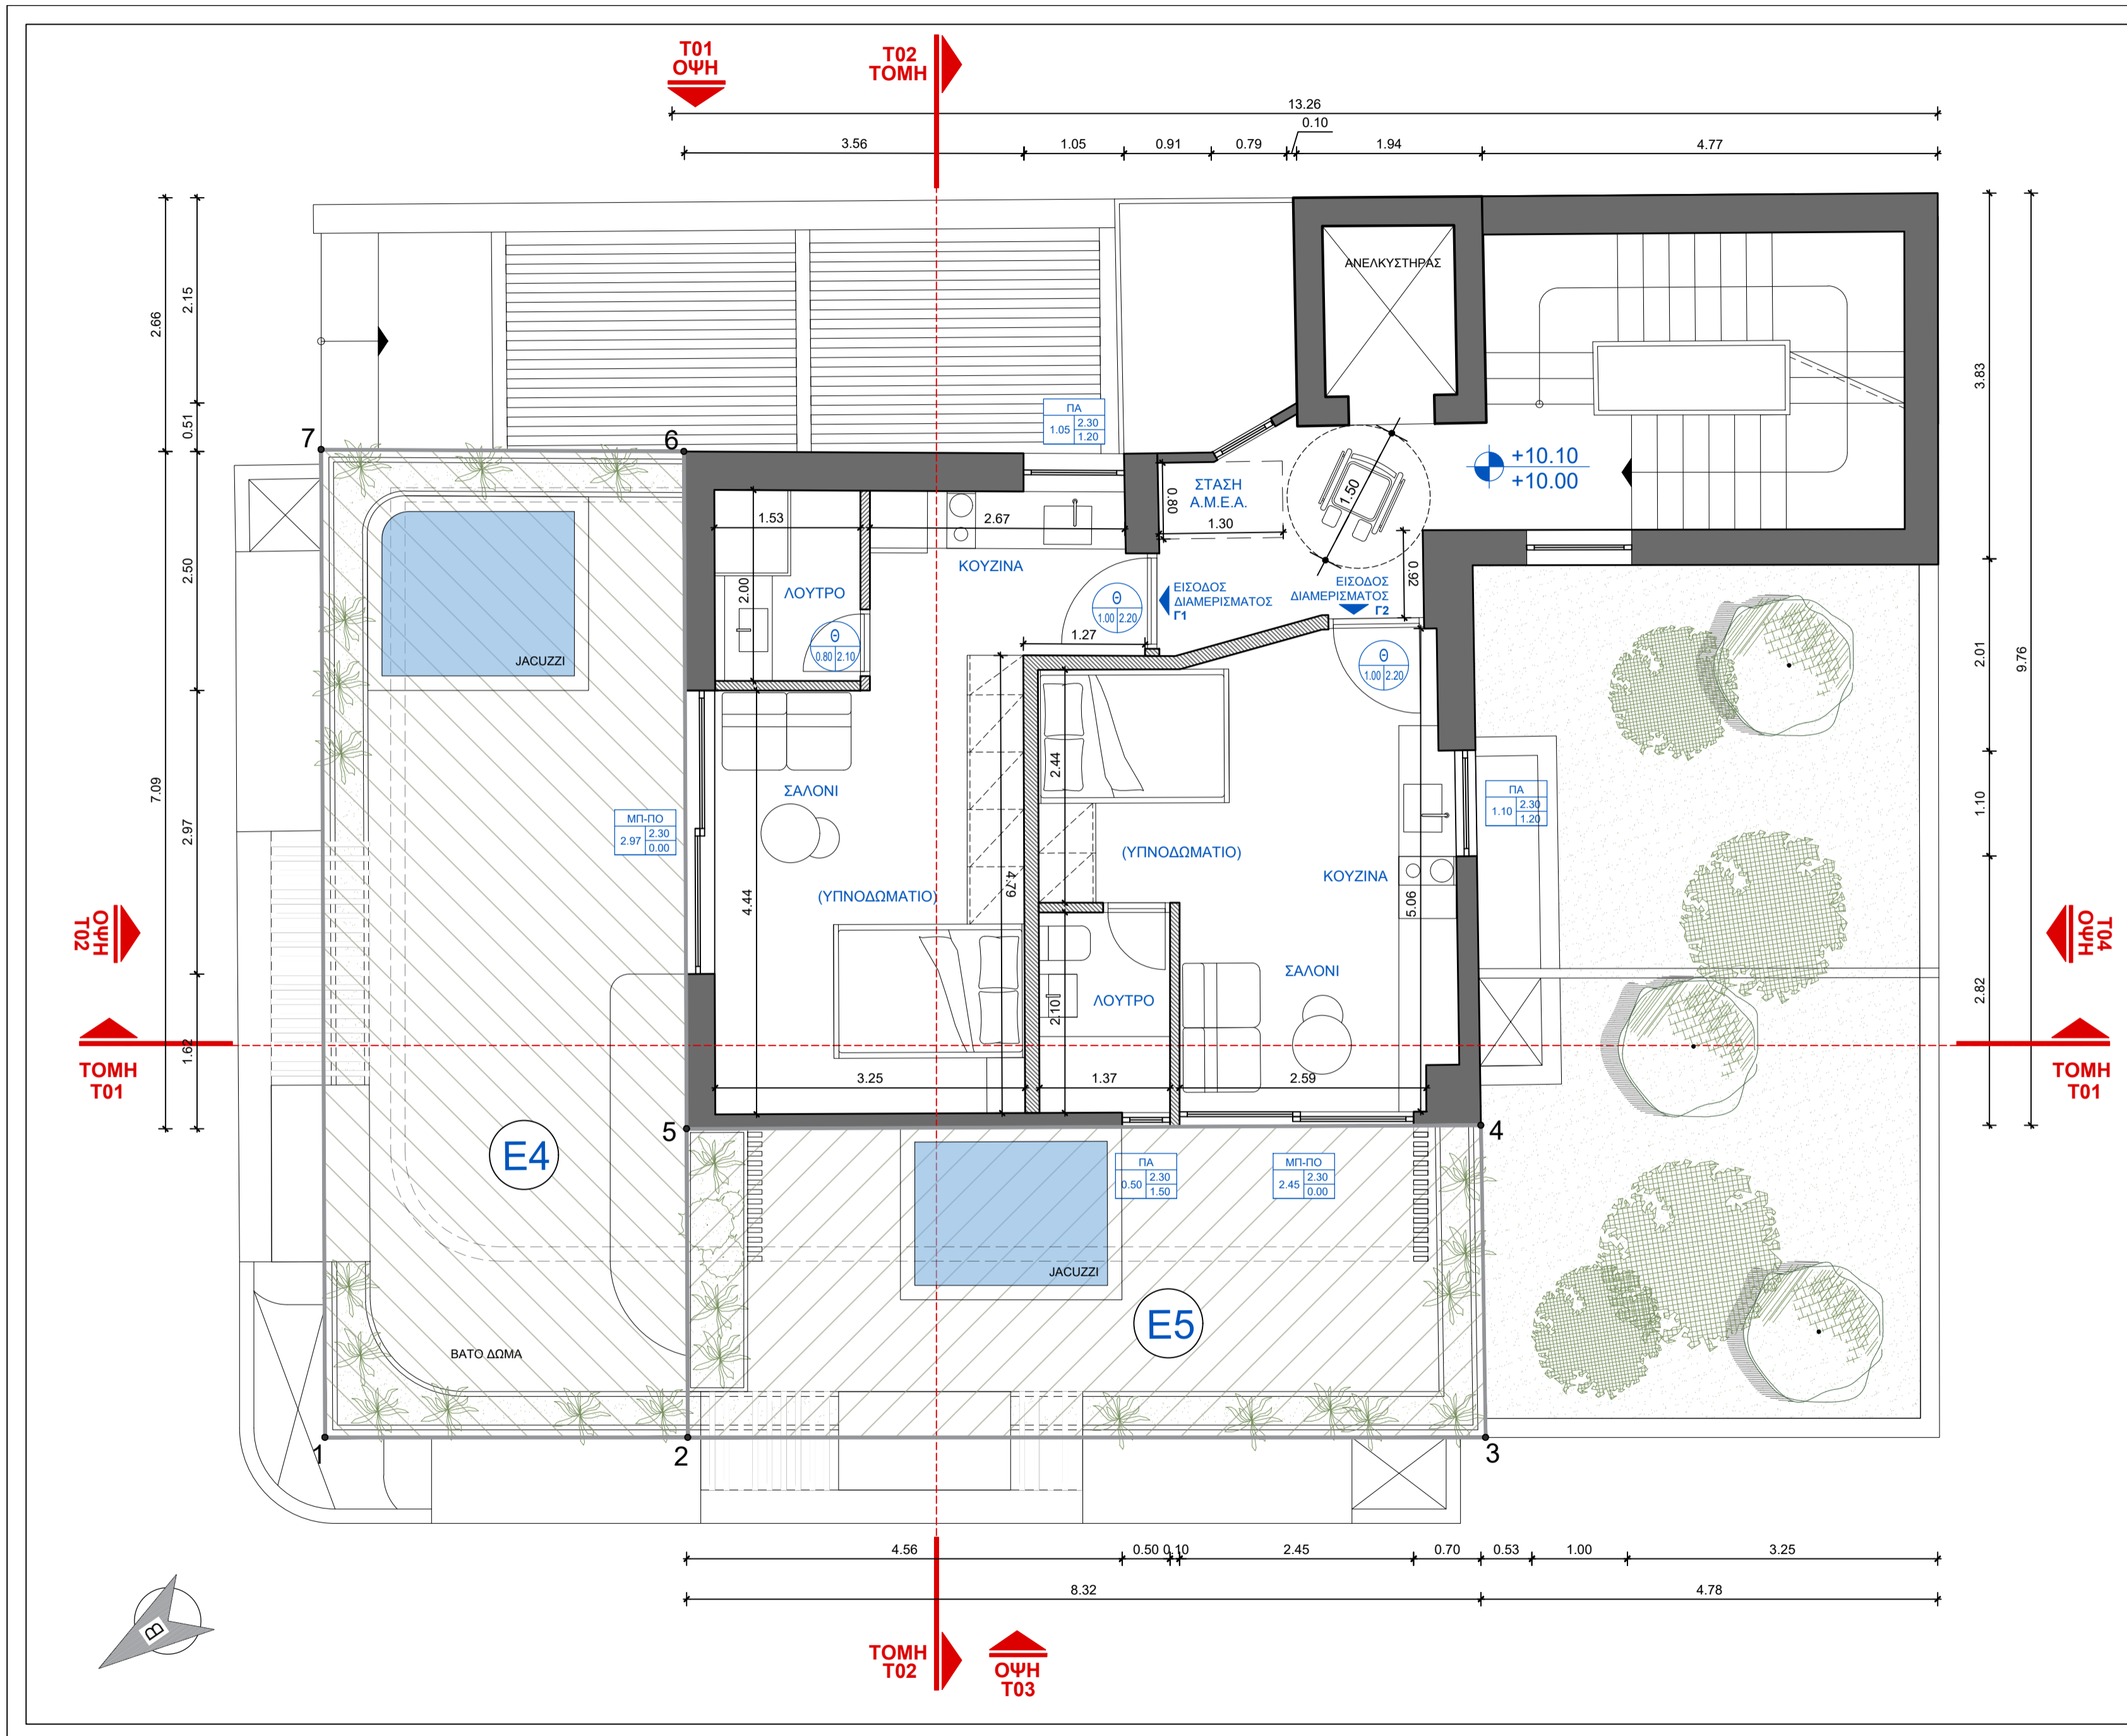 T01
ΟΨΗ
T02
ΤΟΜΗ
13.26
0.10
3.56
1.05
0.91
0.79
1.94
4.77
2.66
2.15
0.51
7.09
2.50
2.97
1.62
3.83
9.76
2.01
1.10
2.82
ΑΝΕΛΚΥΣΤΗΡΑΣ
ΠΑ
1.05
2.30
1.20
7
6
+10.10
+10.00
ΣΤΑΣΗ
Α.Μ.Ε.Α.
0.80
1.30
1.50
1.53
2.67
ΚΟΥΖΙΝΑ
0.92
ΛΟΥΤΡΟ
2.00
Θ
0.80
2.10
Θ
1.00
2.20
ΕΙΣΟΔΟΣ
ΔΙΑΜΕΡΙΣΜΑΤΟΣ
Γ1
ΕΙΣΟΔΟΣ
ΔΙΑΜΕΡΙΣΜΑΤΟΣ
Γ2
1.27
Θ
1.00
2.20
JACUZZI
ΣΑΛΟΝΙ
2.44
ΜΠ-ΠΟ
2.97
2.30
0.00
ΠΑ
1.10
2.30
1.20
(ΥΠΝΟΔΩΜΑΤΙΟ)
ΚΟΥΖΙΝΑ
4.79
(ΥΠΝΟΔΩΜΑΤΙΟ)
4.44
5.06
ΣΑΛΟΝΙ
ΛΟΥΤΡΟ
2.10
3.25
1.37
2.59
ΟΨΗ
T02
T04
ΟΨΗ
ΤΟΜΗ
T01
ΤΟΜΗ
T01
5
4
E4
ΠΑ
0.50
2.30
1.50
ΜΠ-ΠΟ
2.45
2.30
0.00
JACUZZI
E5
ΒΑΤΟ ΔΩΜΑ
1
2
3
4.56
0.50
0.10
2.45
0.70
0.53
1.00
3.25
8.32
4.78
B
ΤΟΜΗ
T02
ΟΨΗ
T03